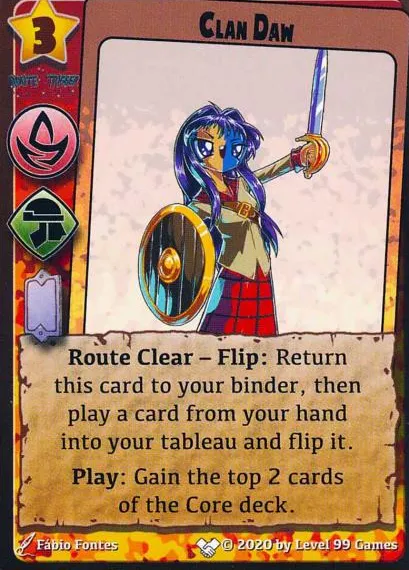 3
CLAN DAW
ROUTE TRIGGER
Route Clear – Flip: Return
this card to your binder, then
play a card from your hand
into your tableau and flip it.
Play: Gain the top 2 cards
of the Core deck.
Fábio Fontes
© 2020 by Level 99 Games